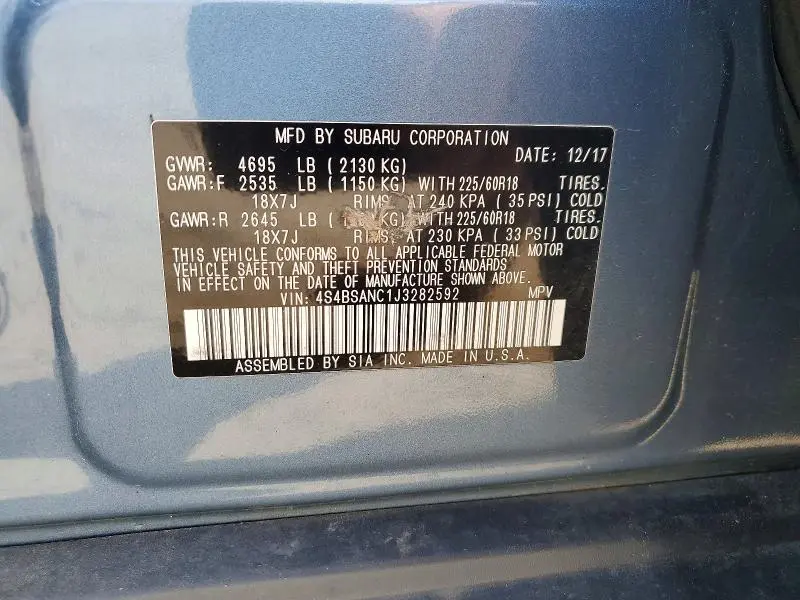 MFD BY SUBARU CORPORATION
DATE: 12/17
GVWR: 4695 LB ( 2130 KG)
GAWR:F 2535 LB ( 1150 KG) WITH 225/60R18 TIRES.
18X7J RIMS AT 240 KPA ( 35 PSI) COLD
GAWR:R 2645 LB ( KG) WITH 225/60R18 TIRES.
18X7J RIMS AT 230 KPA ( 33 PSI) COLD
THIS VEHICLE CONFORMS TO ALL APPLICABLE FEDERAL MOTOR
VEHICLE SAFETY AND THEFT PREVENTION STANDARDS
IN EFFECT ON THE DATE OF MANUFACTURE SHOWN ABOVE.
VIN: 4S4BSANC1J3282592 MPV
ASSEMBLED BY SIA INC. MADE IN U.S.A.